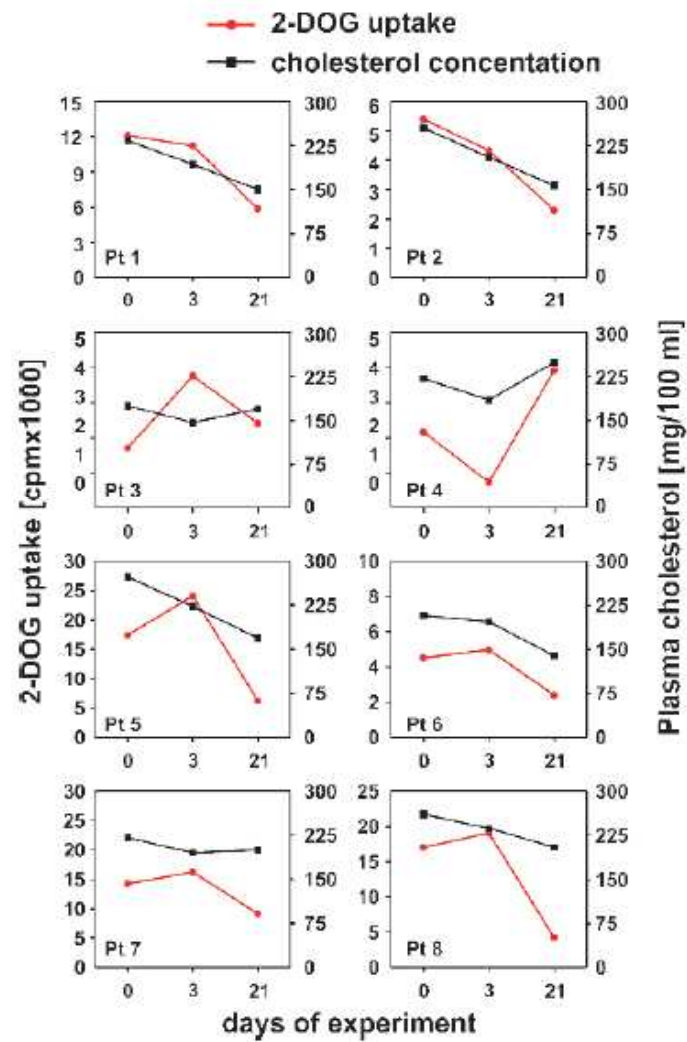 2-DOG uptake
cholesterol concentation
15 300 6 300
12 225 5 225
4
9 150 3 150
6
2
3 75 1 75
Pt 1 Pt 2
0 0 0 0
0 3 21 0 3 21
5 300 5 300
4 225 4 225
3 150 3 150
2 2
1 75 1 75
0 0
Pt 3 0 Pt 4 0
0 3 21 0 3 21
30 300 10 300
25 225 8 225
20
15 150 6 150
10 4
5 75 2 75
Pt 5 Pt 6
0 0 0 0
0 3 21 0 3 21
30 300 25 300
25 225 20 225
20
15 150 15 150
10 10
5 75 5 75
Pt 7 Pt 8
0 0 0 0
0 3 21 0 3 21
2-DOG uptake [cpmx1000]
Plasma cholesterol [mg/100 ml]
days of experiment